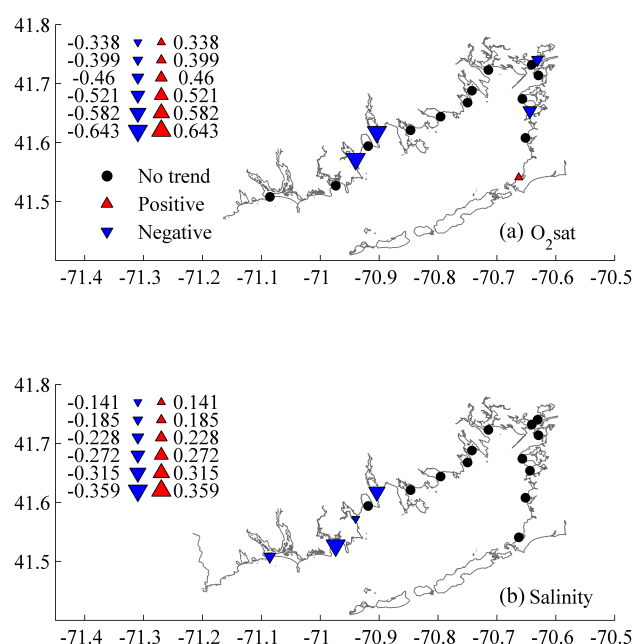 41.8
-0.338 0.338
-0.399 0.399
41.7
-0.46 0.46
-0.521 0.521
-0.582 0.582
41.6
-0.643 0.643
No trend
41.5
Positive
Negative
(a) O2sat
-71.4 -71.3 -71.2 -71.1 -71 -70.9 -70.8 -70.7 -70.6 -70.5
41.8
-0.141 0.141
-0.185 0.185
41.7
-0.228 0.228
-0.272 0.272
-0.315 0.315
41.6
-0.359 0.359
41.5
(b) Salinity
-71.4 -71.3 -71.2 -71.1 -71 -70.9 -70.8 -70.7 -70.6 -70.5